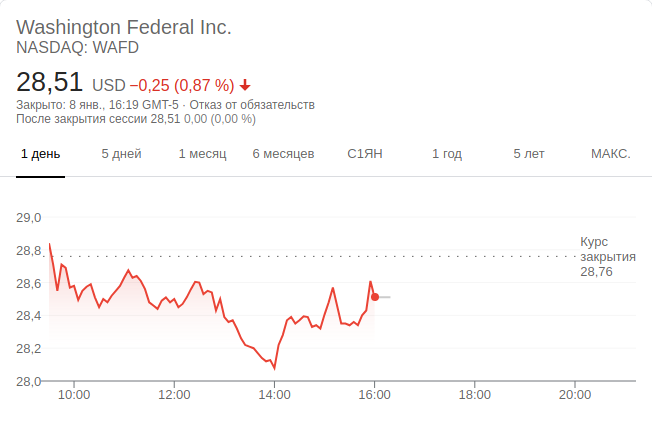 Washington Federal Inc.
NASDAQ: WAFD
28,51 USD −0,25 (0,87 %)
Закрыто: 8 янв., 16:19 GMT-5 · Отказ от обязательств
После закрытия сессии 28,51 0,00 (0,00 %)
1 день 5 дней 1 месяц 6 месяцев С1ЯН 1 год 5 лет МАКС.
29,0
28,8
28,6
28,4
28,2
28,0
Курс
закрытия
28,76
10:00 12:00 14:00 16:00 18:00 20:00